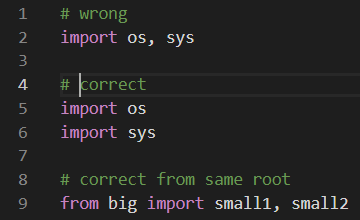 1 # wrong
2 import os, sys
3
4 # correct
5 import os
6 import sys
7
8 # correct from same root
9 from big import small1, small2